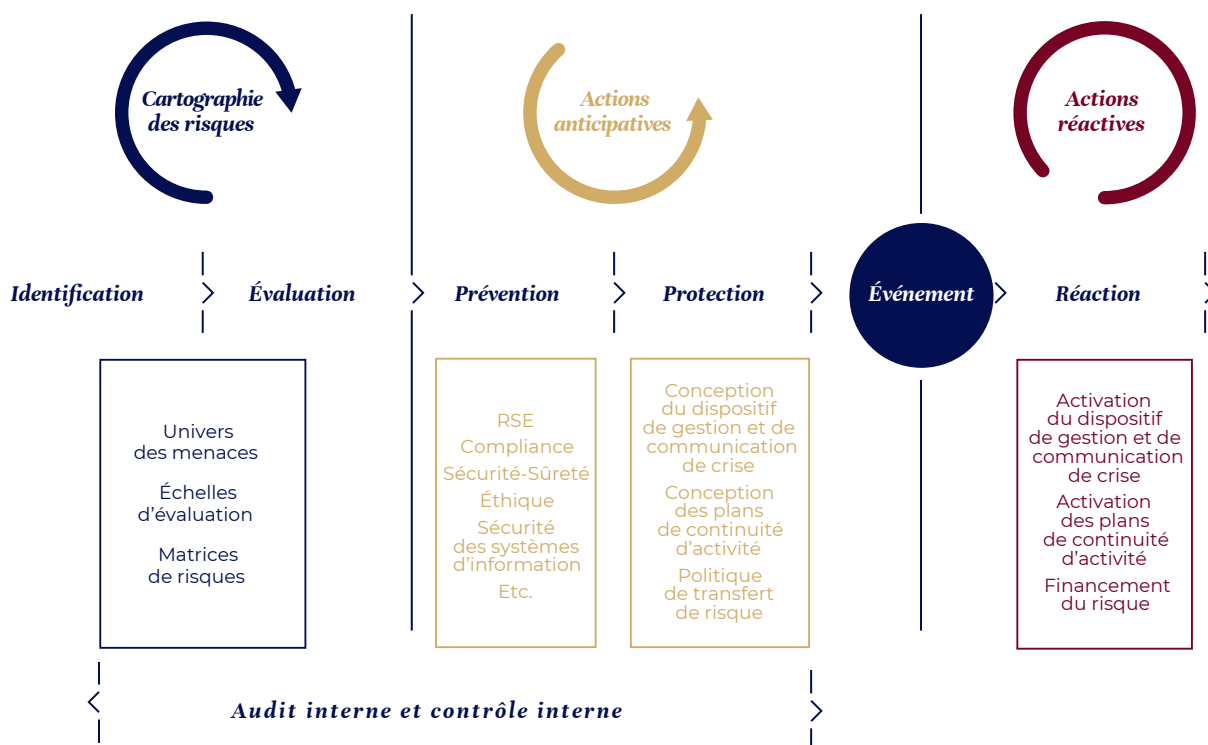 Cartographie
des risques
Actions
anticipatives
Actions
réactives
Identification
Évaluation
Prévention
Protection
Événement
Réaction
Univers
des menaces
Échelles
d’évaluation
Matrices
de risques
RSE
Compliance
Sécurité-Sûreté
Éthique
Sécurité
des systèmes
d’information
Etc.
Conception
du dispositif
de gestion et de
communication
de crise
Conception
des plans
de continuité
d’activité
Politique
de transfert
de risque
Activation
du dispositif
de gestion et de
communication
de crise
Activation
des plans
de continuité
d’activité
Financement
du risque
Audit interne et contrôle interne